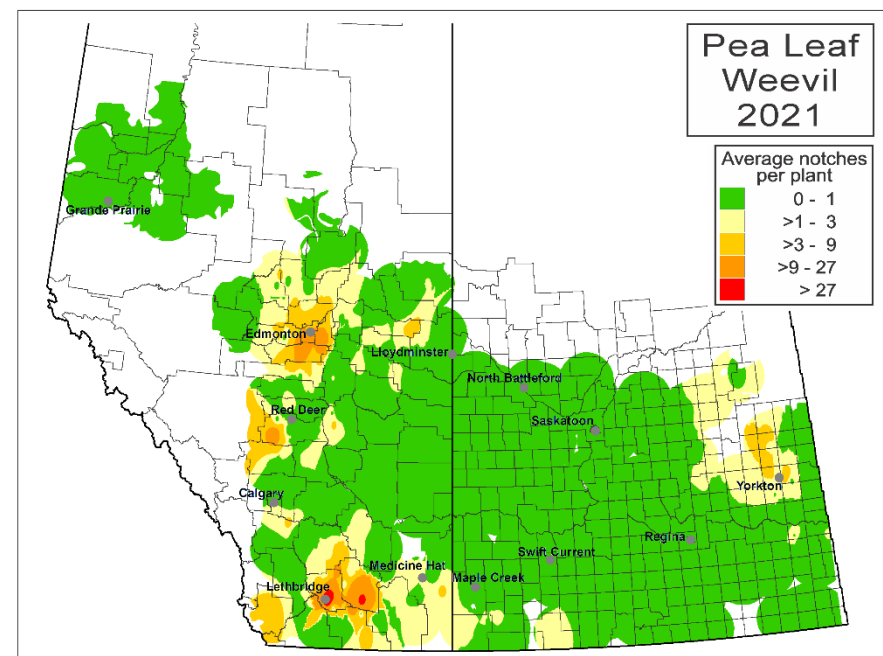 Pea Leaf
Weevil
2021
Average notches
per plant
0 - 1
>1 - 3
>3 - 9
>9 - 27
> 27
Grande Prairie
Edmonton
Lloydminster
North Battleford
Red Deer
Saskatoon
Calgary
Yorkton
Regina
Swift Current
Medicine Hat
Maple Creek
Lethbridge